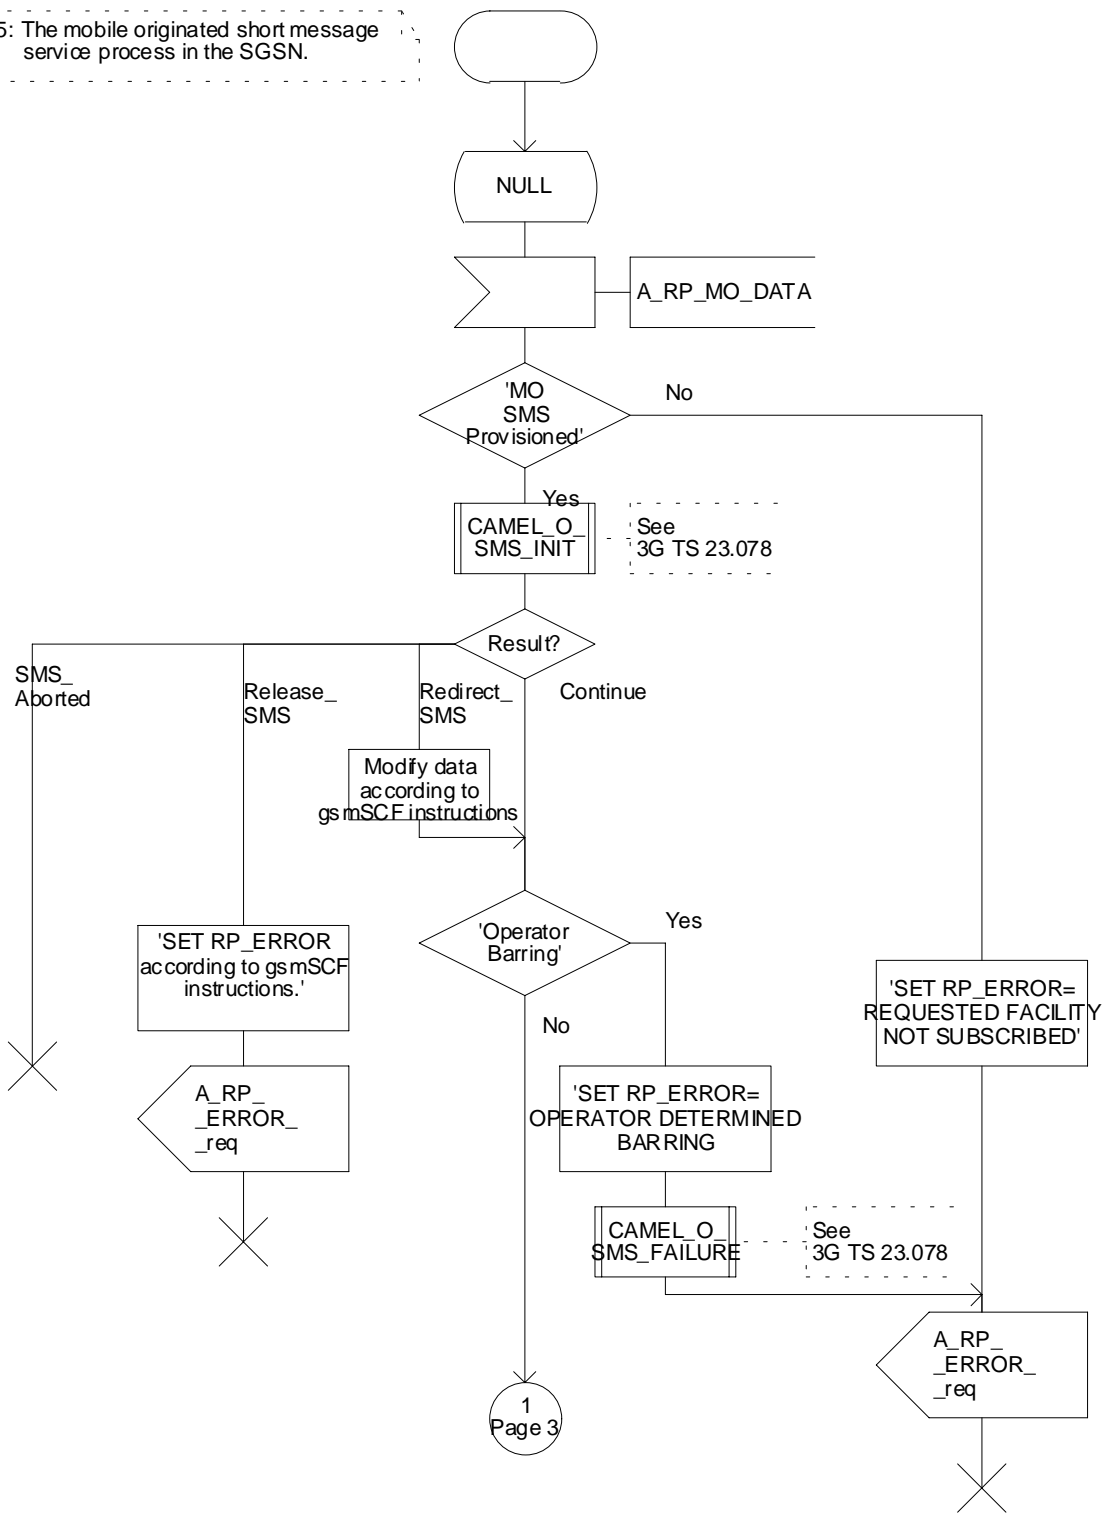 5: The mobile originated short message
service process in the SGSN.
NULL
A_RP_MO_DATA
'MO
SMS
Provisioned'
No
Yes
CAMEL_O_
SMS_INIT
See
3G TS 23.078
Result?
SMS_
Aborted
Release_
SMS
Redirect_
SMS
Continue
Modify data
according to
gsmSCF instructions
'Operator
Barring'
Yes
No
'SET RP_ERROR
according to gsmSCF
instructions.'
'SET RP_ERROR=
REQUESTED FACILITY
NOT SUBSCRIBED'
A_RP_
_ERROR_
_req
'SET RP_ERROR=
OPERATOR DETERMINED
BARRING
CAMEL_O_
SMS_FAILURE
See
3G TS 23.078
A_RP_
_ERROR_
_req
1
Page 3